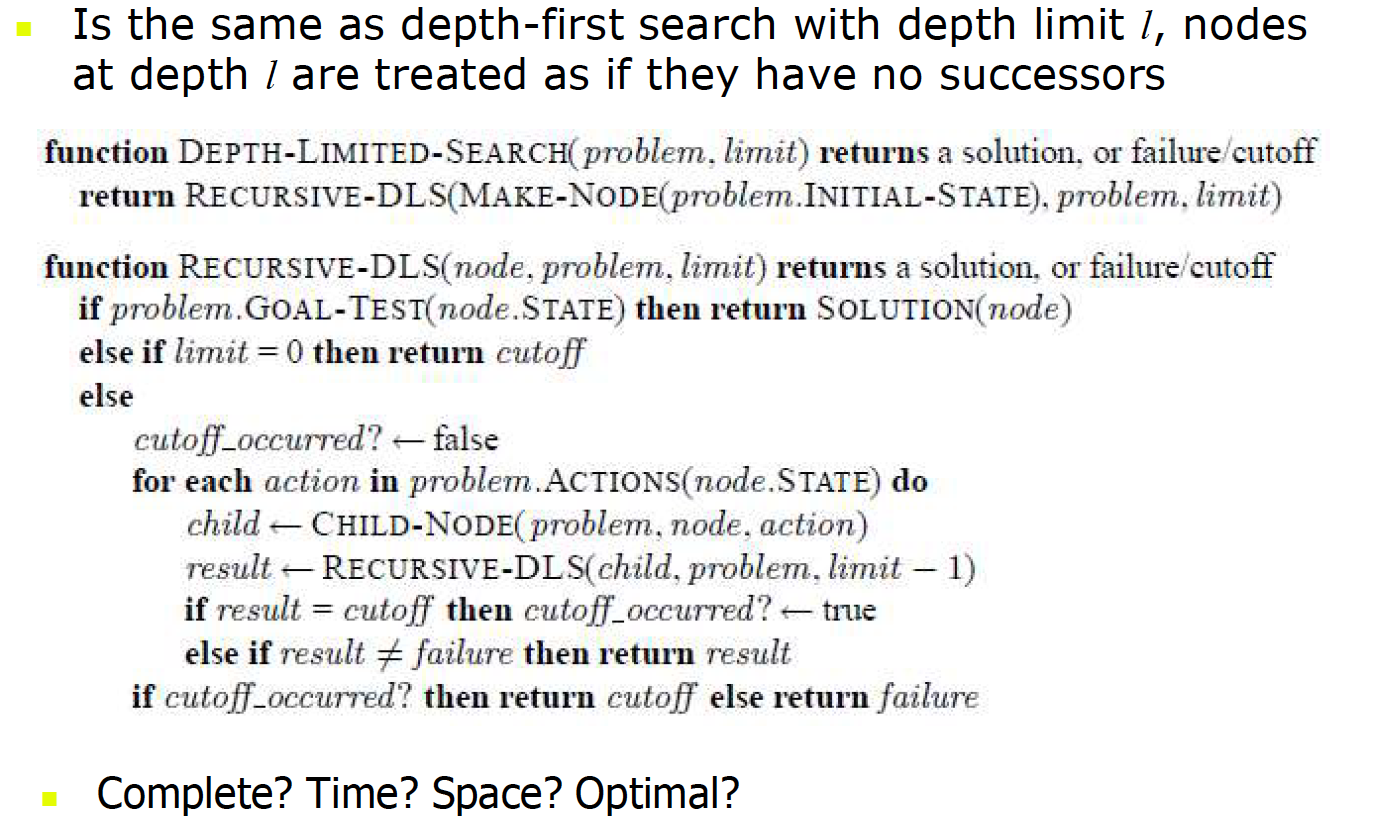 Is the same as depth-first search with depth limit l, nodes
at depth l are treated as if they have no successors
function DEPTH-LIMITED-SEARCH(problem, limit) returns a solution, or failure/cutoff
return RECURSIVE-DLS(MAKE-NODE(problem.INITIAL-STATE), problem, limit)
function RECURSIVE-DLS(node, problem, limit) returns a solution, or failure/cutoff
if problem.GOAL-TEST(node.STATE) then return SOLUTION(node)
else if limit = 0 then return cutoff
else
cutoff_occurred? ← false
for each action in problem.ACTIONS(node.STATE) do
child ← CHILD-NODE(problem, node, action)
result ← RECURSIVE-DLS(child, problem, limit − 1)
if result = cutoff then cutoff_occurred? ← true
else if result ≠ failure then return result
if cutoff_occurred? then return cutoff else return failure
Complete? Time? Space? Optimal?